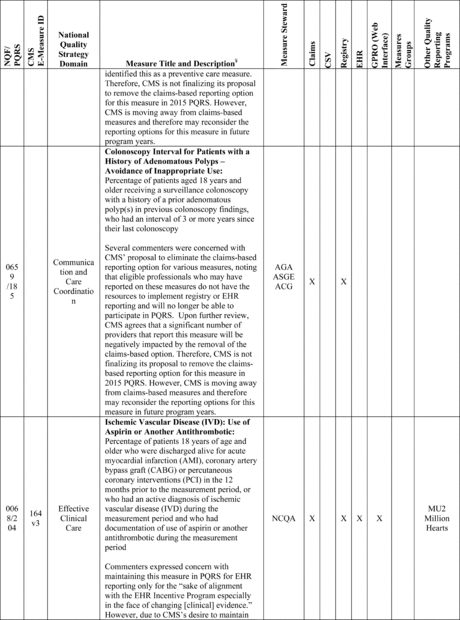 NQF/
PQRS
CMS
E-Measure ID
National
Quality
Strategy
Domain
Measure Title and Description¥
Measure Steward
Claims
CSV
Registry
EHR
GPRO (Web
Interface)
Measures
Groups
Other Quality
Reporting
Programs
identified this as a preventive care measure.
Therefore, CMS is not finalizing its proposal
to remove the claims-based reporting option
for this measure in 2015 PQRS. However,
CMS is moving away from claims-based
measures and therefore may reconsider the
reporting options for this measure in future
program years.
065
9
/18
5
Communica
tion and
Care
Coordinatio
n
Colonoscopy Interval for Patients with a
History of Adenomatous Polyps –
Avoidance of Inappropriate Use:
Percentage of patients aged 18 years and
older receiving a surveillance colonoscopy
with a history of a prior adenomatous
polyp(s) in previous colonoscopy findings,
who had an interval of 3 or more years since
their last colonoscopy
Several commenters were concerned with
CMS’ proposal to eliminate the claims-based
reporting option for various measures, noting
that eligible professionals who may have
reported on these measures do not have the
resources to implement registry or EHR
reporting and will no longer be able to
participate in PQRS. Upon further review,
CMS agrees that a significant number of
providers that report this measure will be
negatively impacted by the removal of the
claims-based option. Therefore, CMS is not
finalizing its proposal to remove the claims-
based reporting option for this measure in
2015 PQRS. However, CMS is moving away
from claims-based measures and therefore
may reconsider the reporting options for this
measure in future program years.
AGA
ASGE
ACG
X
X
006
8/2
04
164
v3
Effective
Clinical
Care
Ischemic Vascular Disease (IVD): Use of
Aspirin or Another Antithrombotic:
Percentage of patients 18 years of age and
older who were discharged alive for acute
myocardial infarction (AMI), coronary artery
bypass graft (CABG) or percutaneous
coronary interventions (PCI) in the 12
months prior to the measurement period, or
who had an active diagnosis of ischemic
vascular disease (IVD) during the
measurement period and who had
documentation of use of aspirin or another
antithrombotic during the measurement
period
Commenters expressed concern with
maintaining this measure in PQRS for EHR
reporting only for the “sake of alignment
with the EHR Incentive Program especially
in the face of changing [clinical] evidence.”
However, due to CMS’s desire to maintain
NCQA
X
X
X
X
MU2
Million
Hearts